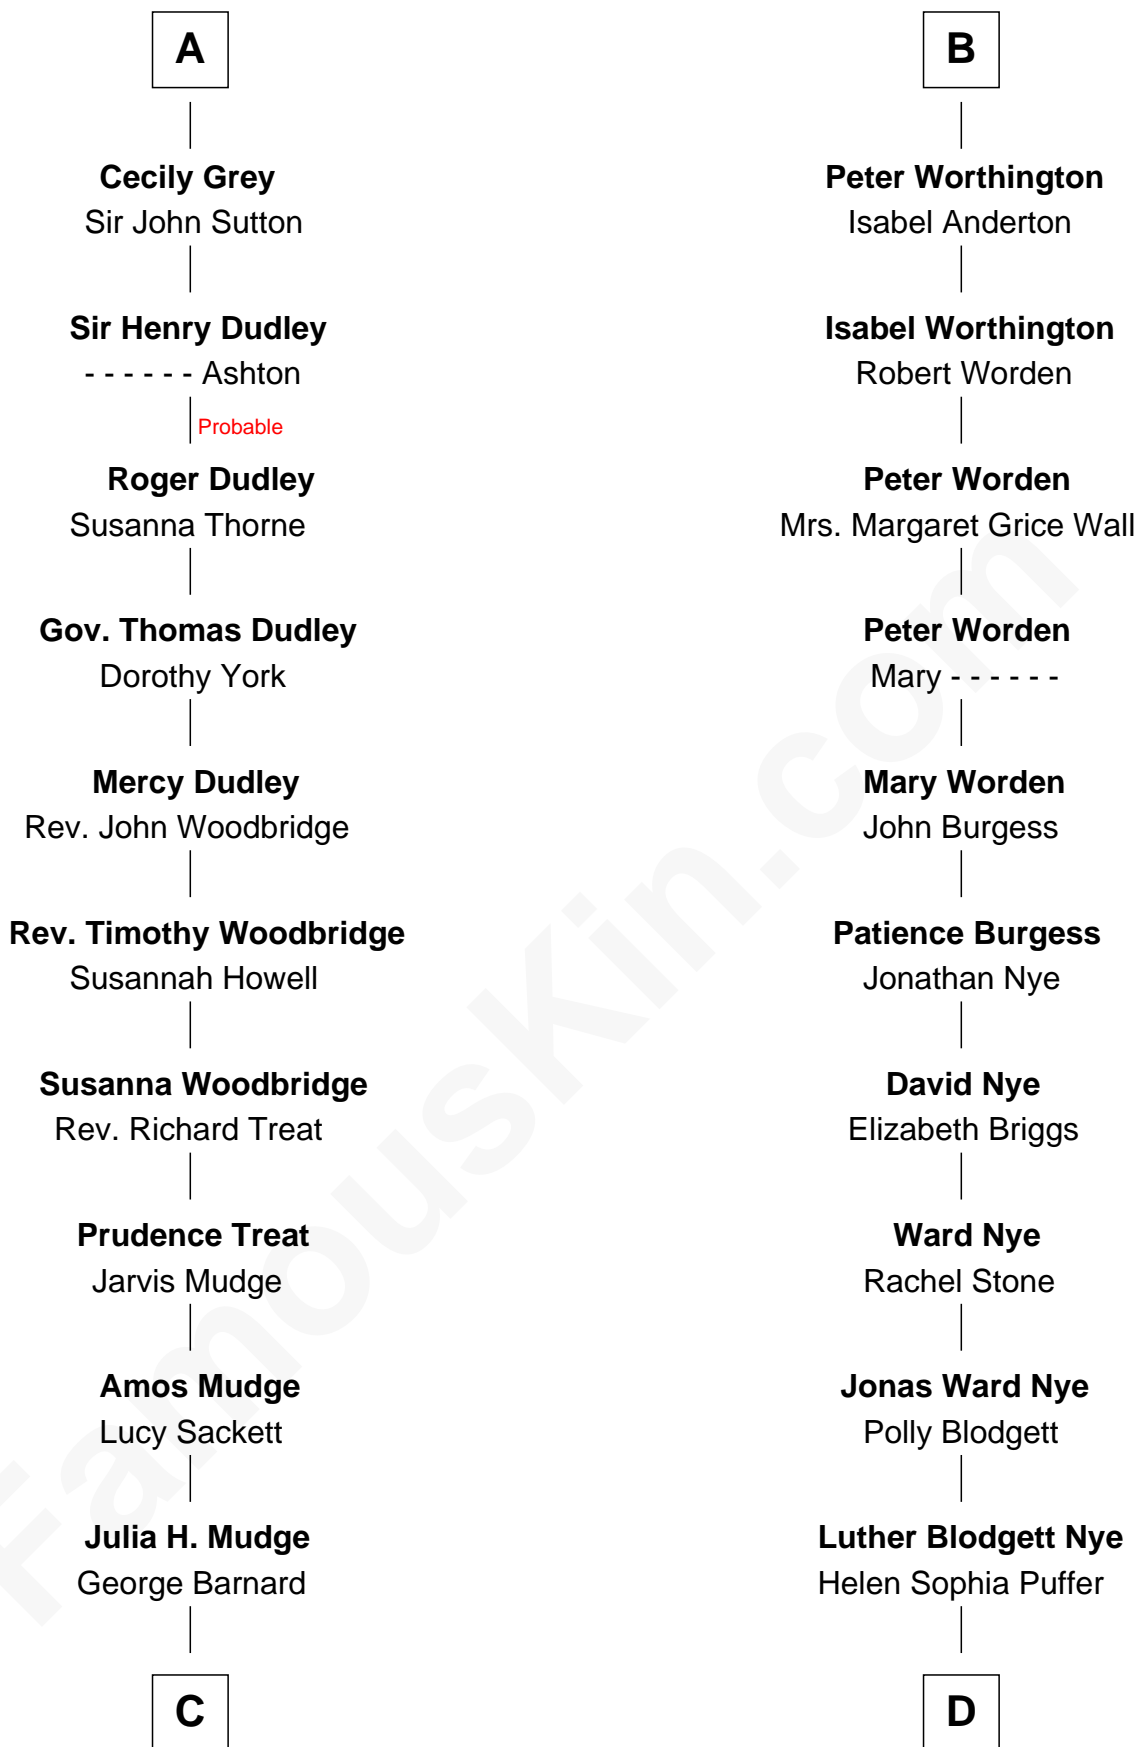 A
Cecily Grey
Sir John Sutton
Sir Henry Dudley
- - - - - - Ashton
Probable
Roger Dudley
Susanna Thorne
Gov. Thomas Dudley
Dorothy York
Mercy Dudley
Rev. John Woodbridge
Rev. Timothy Woodbridge
Susannah Howell
Susanna Woodbridge
Rev. Richard Treat
Prudence Treat
Jarvis Mudge
Amos Mudge
Lucy Sackett
Julia H. Mudge
George Barnard
C
B
Peter Worthington
Isabel Anderton
Isabel Worthington
Robert Worden
Peter Worden
Mrs. Margaret Grice Wall
Peter Worden
Mary - - - - - -
Mary Worden
John Burgess
Patience Burgess
Jonathan Nye
David Nye
Elizabeth Briggs
Ward Nye
Rachel Stone
Jonas Ward Nye
Polly Blodgett
Luther Blodgett Nye
Helen Sophia Puffer
D
FamousKin.com